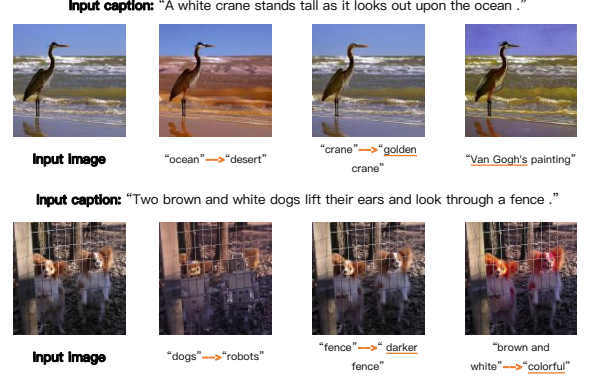 Input caption: “A white crane stands tall as it looks out upon the ocean .”
Input Image
“ocean”-->“desert”
“crane”-->“golden
crane”
“Van Gogh's painting”
Input caption: “Two brown and white dogs lift their ears and look through a fence .”
Input Image
“dogs”-->“robots”
“fence”-->“ darker
fence”
“brown and
white”-->“colorful”